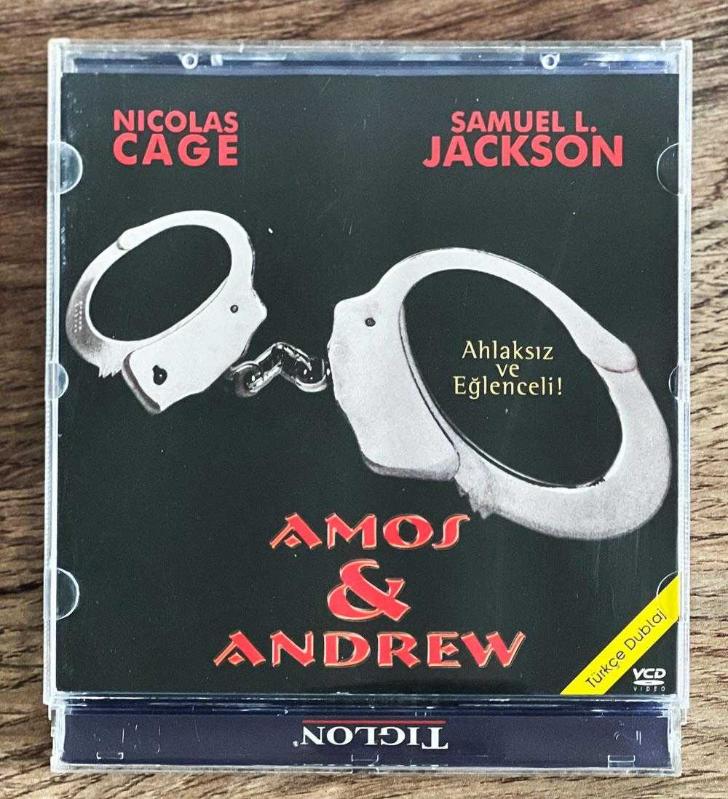 NICOLAS
CAGE
SAMUEL L.
JACKSON
Ahlaksız
ve
Eğlenceli!
AMOS
&
ANDREW
Türkçe Dublaj
VCD
VIDEO
TIGLON